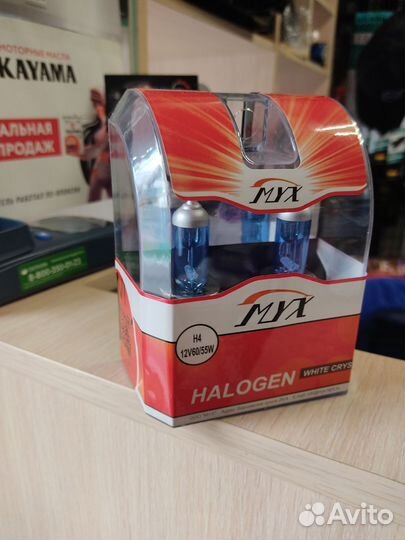 МОТОРНЫЕ МАСЛА
KAYAMA
АЛЬНАЯ
ПРОДАЖ
8-800-350-01-23
MYX
MYX
H4
12V60/55W
HALOGEN
WHITE CRYS
Avito